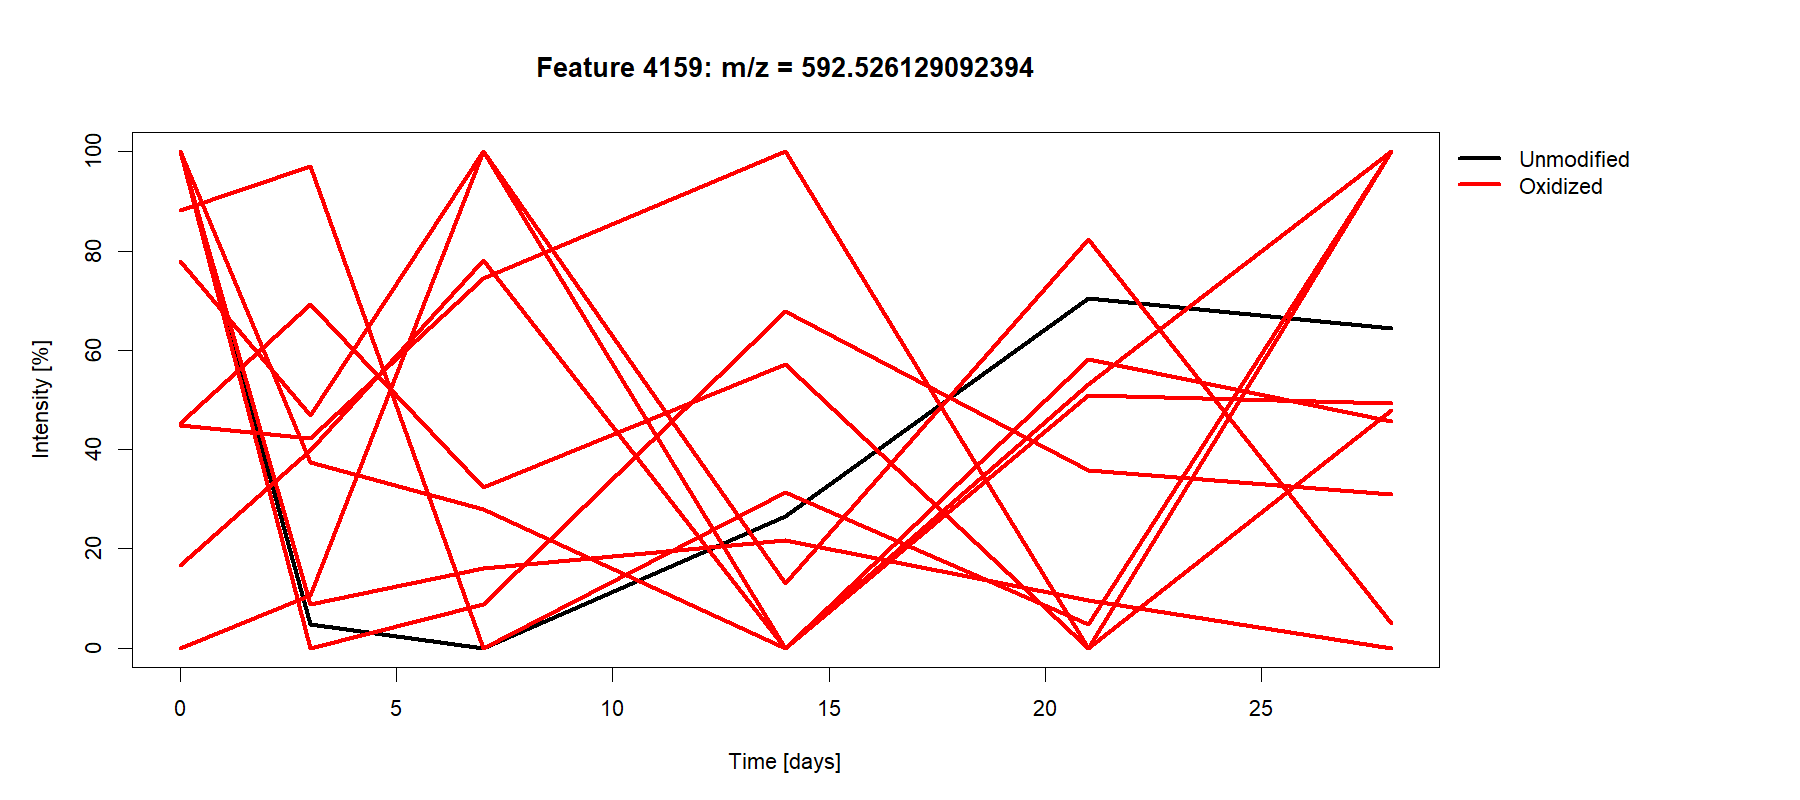 Feature 4159: m/z = 592.526129092394
Unmodified
Oxidized
Intensity [%]
100
80
60
40
20
0
0 5 10 15 20 25
Time [days]